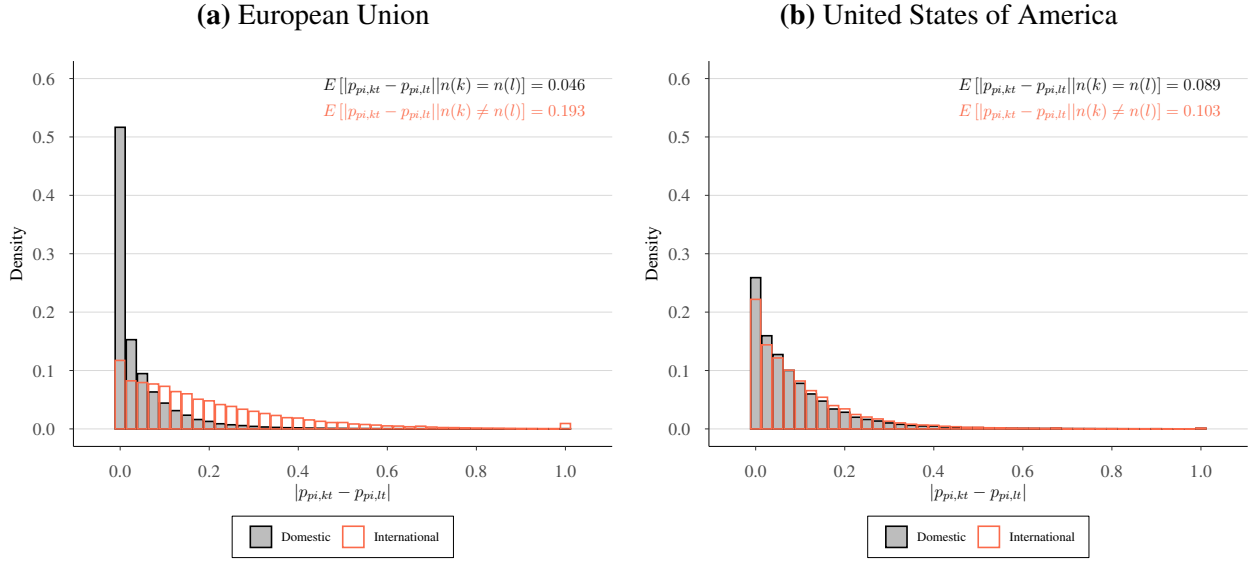 (a) European Union
E [|p_{pi,kt} − p_{pi,lt}||n(k) = n(l)] = 0.046
E [|p_{pi,kt} − p_{pi,lt}||n(k) ≠ n(l)] = 0.193
0.6
0.5
0.4
0.3
0.2
0.1
0.0
Density
0.0 0.2 0.4 0.6 0.8 1.0
|p_{pi,kt} − p_{pi,lt}|
Domestic International
(b) United States of America
E [|p_{pi,kt} − p_{pi,lt}||n(k) = n(l)] = 0.089
E [|p_{pi,kt} − p_{pi,lt}||n(k) ≠ n(l)] = 0.103
0.6
0.5
0.4
0.3
0.2
0.1
0.0
Density
0.0 0.2 0.4 0.6 0.8 1.0
|p_{pi,kt} − p_{pi,lt}|
Domestic International